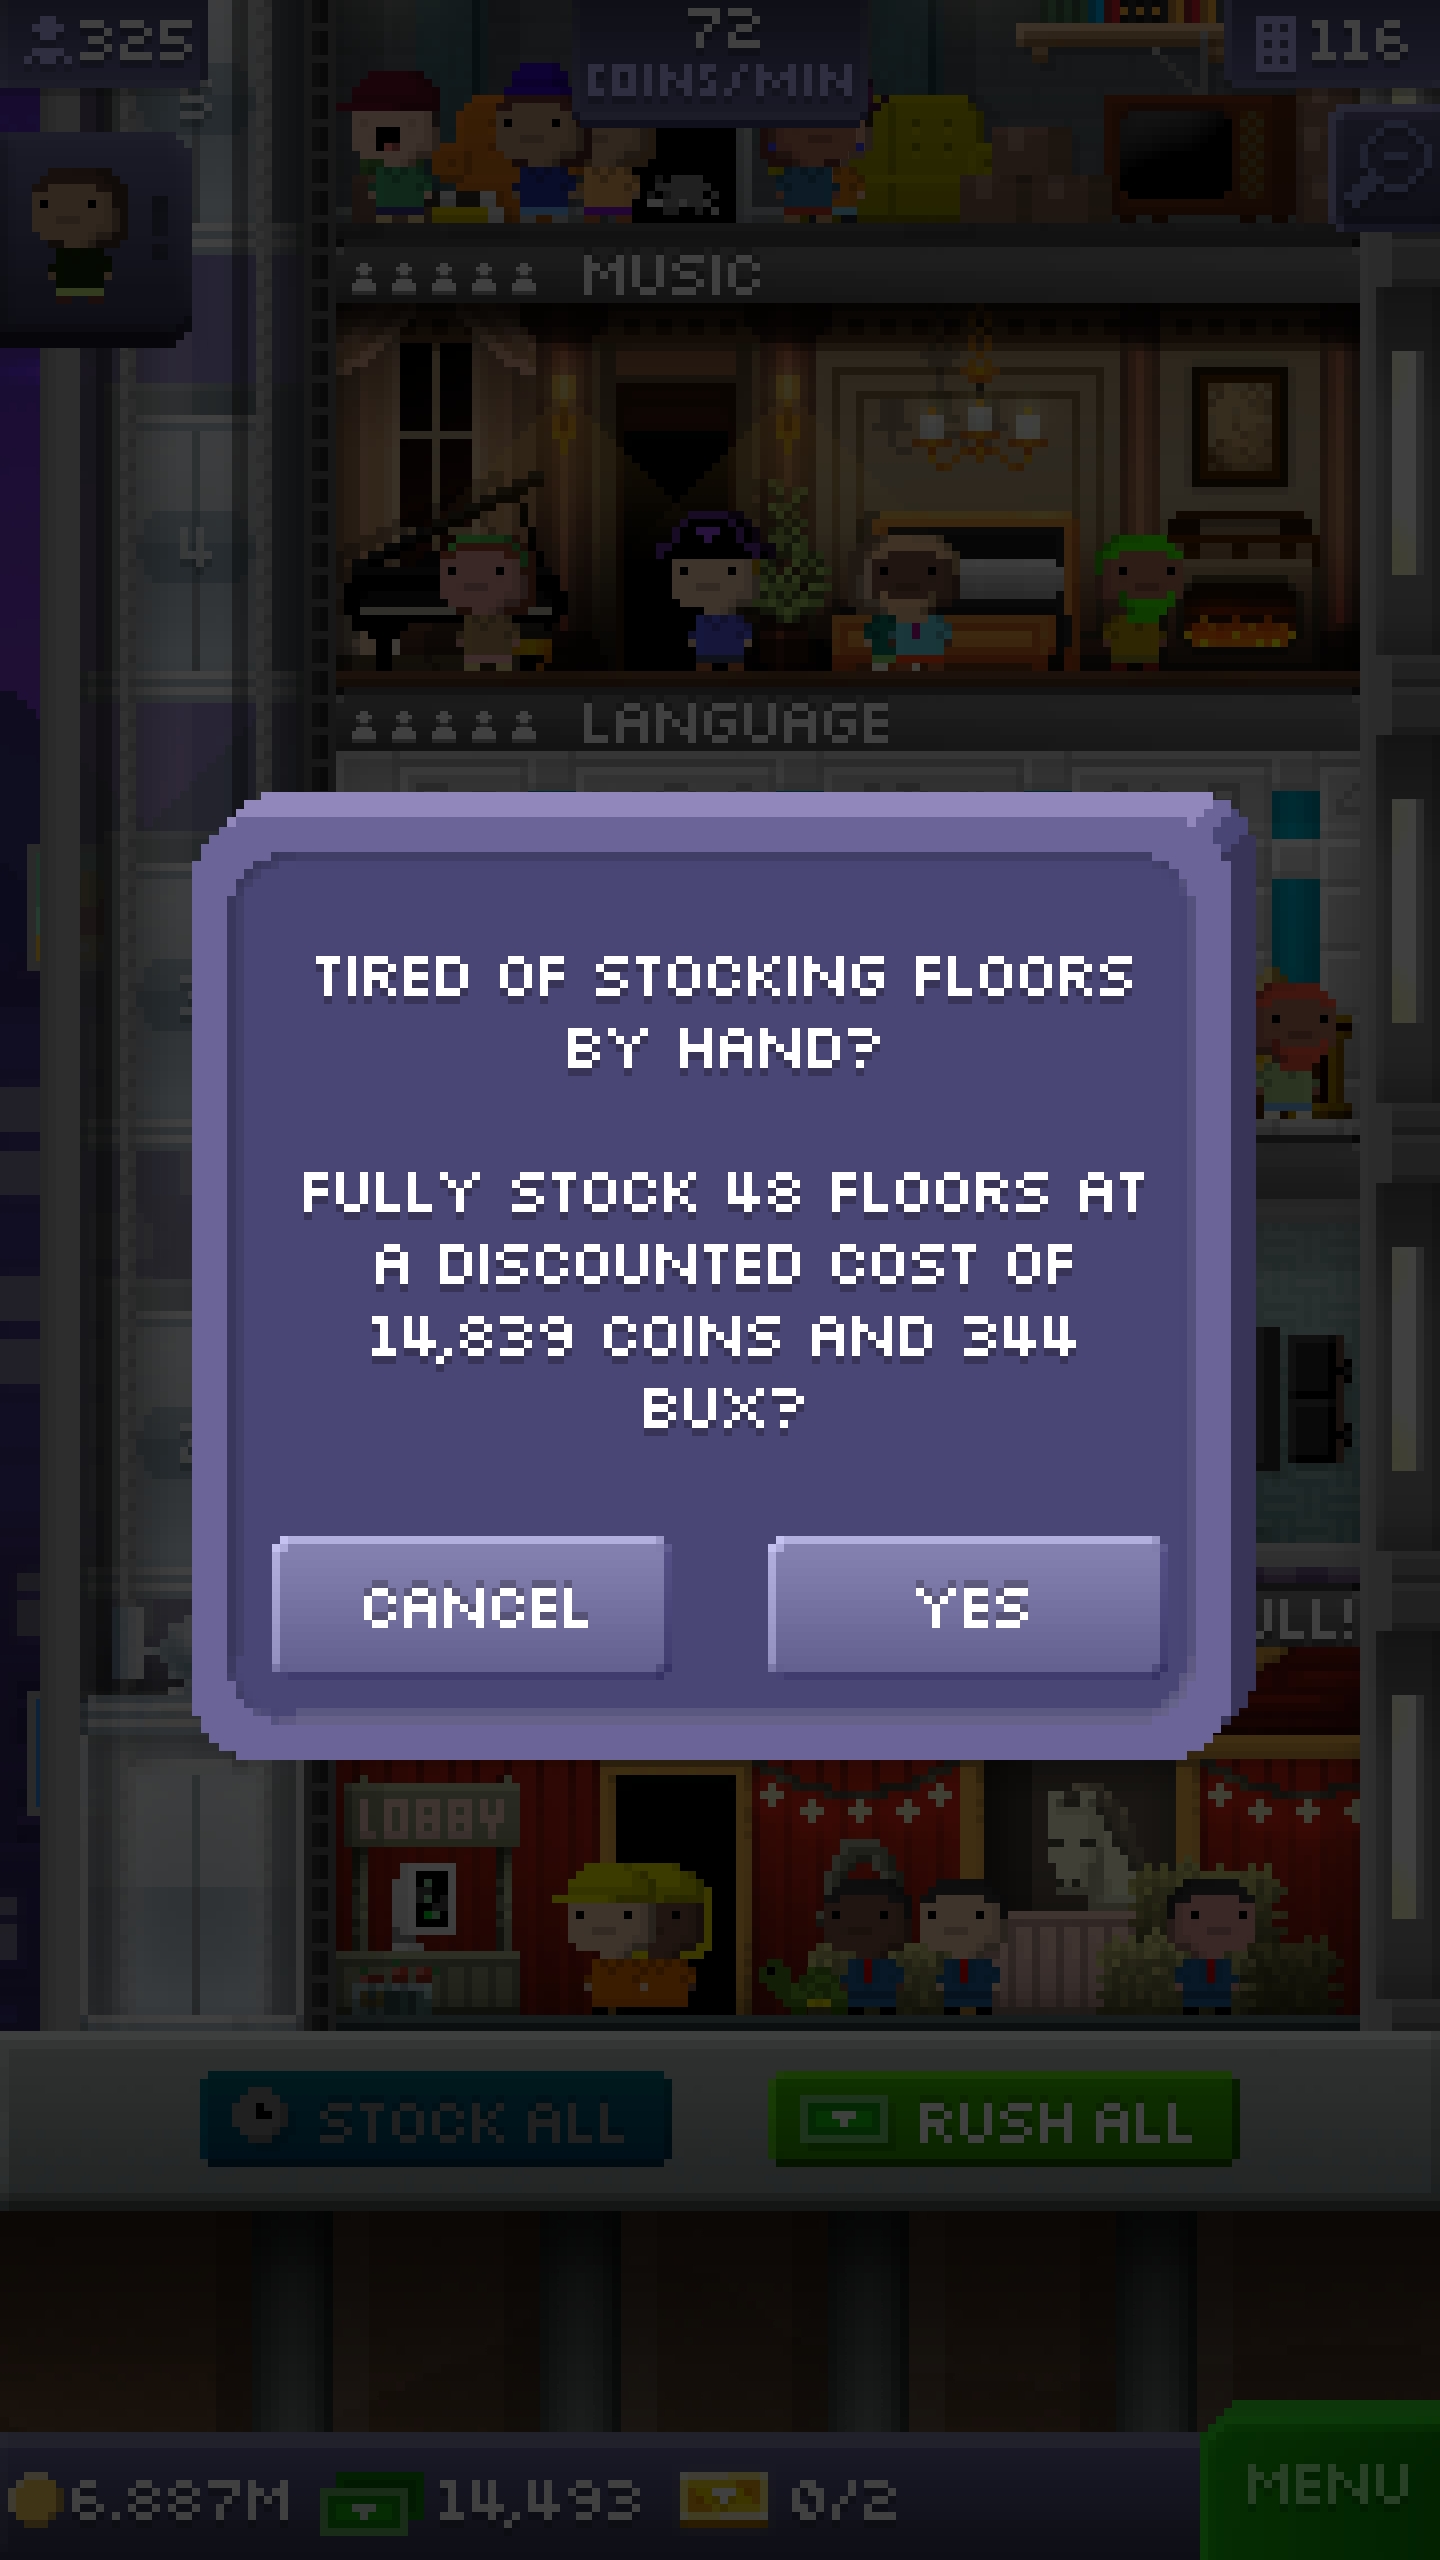 325
72
COINS/MIN
116
5
MUSIC
4
LANGUAGE
TIRED OF STOCKING FLOORS
BY HAND?
FULLY STOCK 48 FLOORS AT
A DISCOUNTED COST OF
14,839 COINS AND 344
BUX?
CANCEL
YES
LOBBY
STOCK ALL
RUSH ALL
6.887M
14,493
0/2
MENU